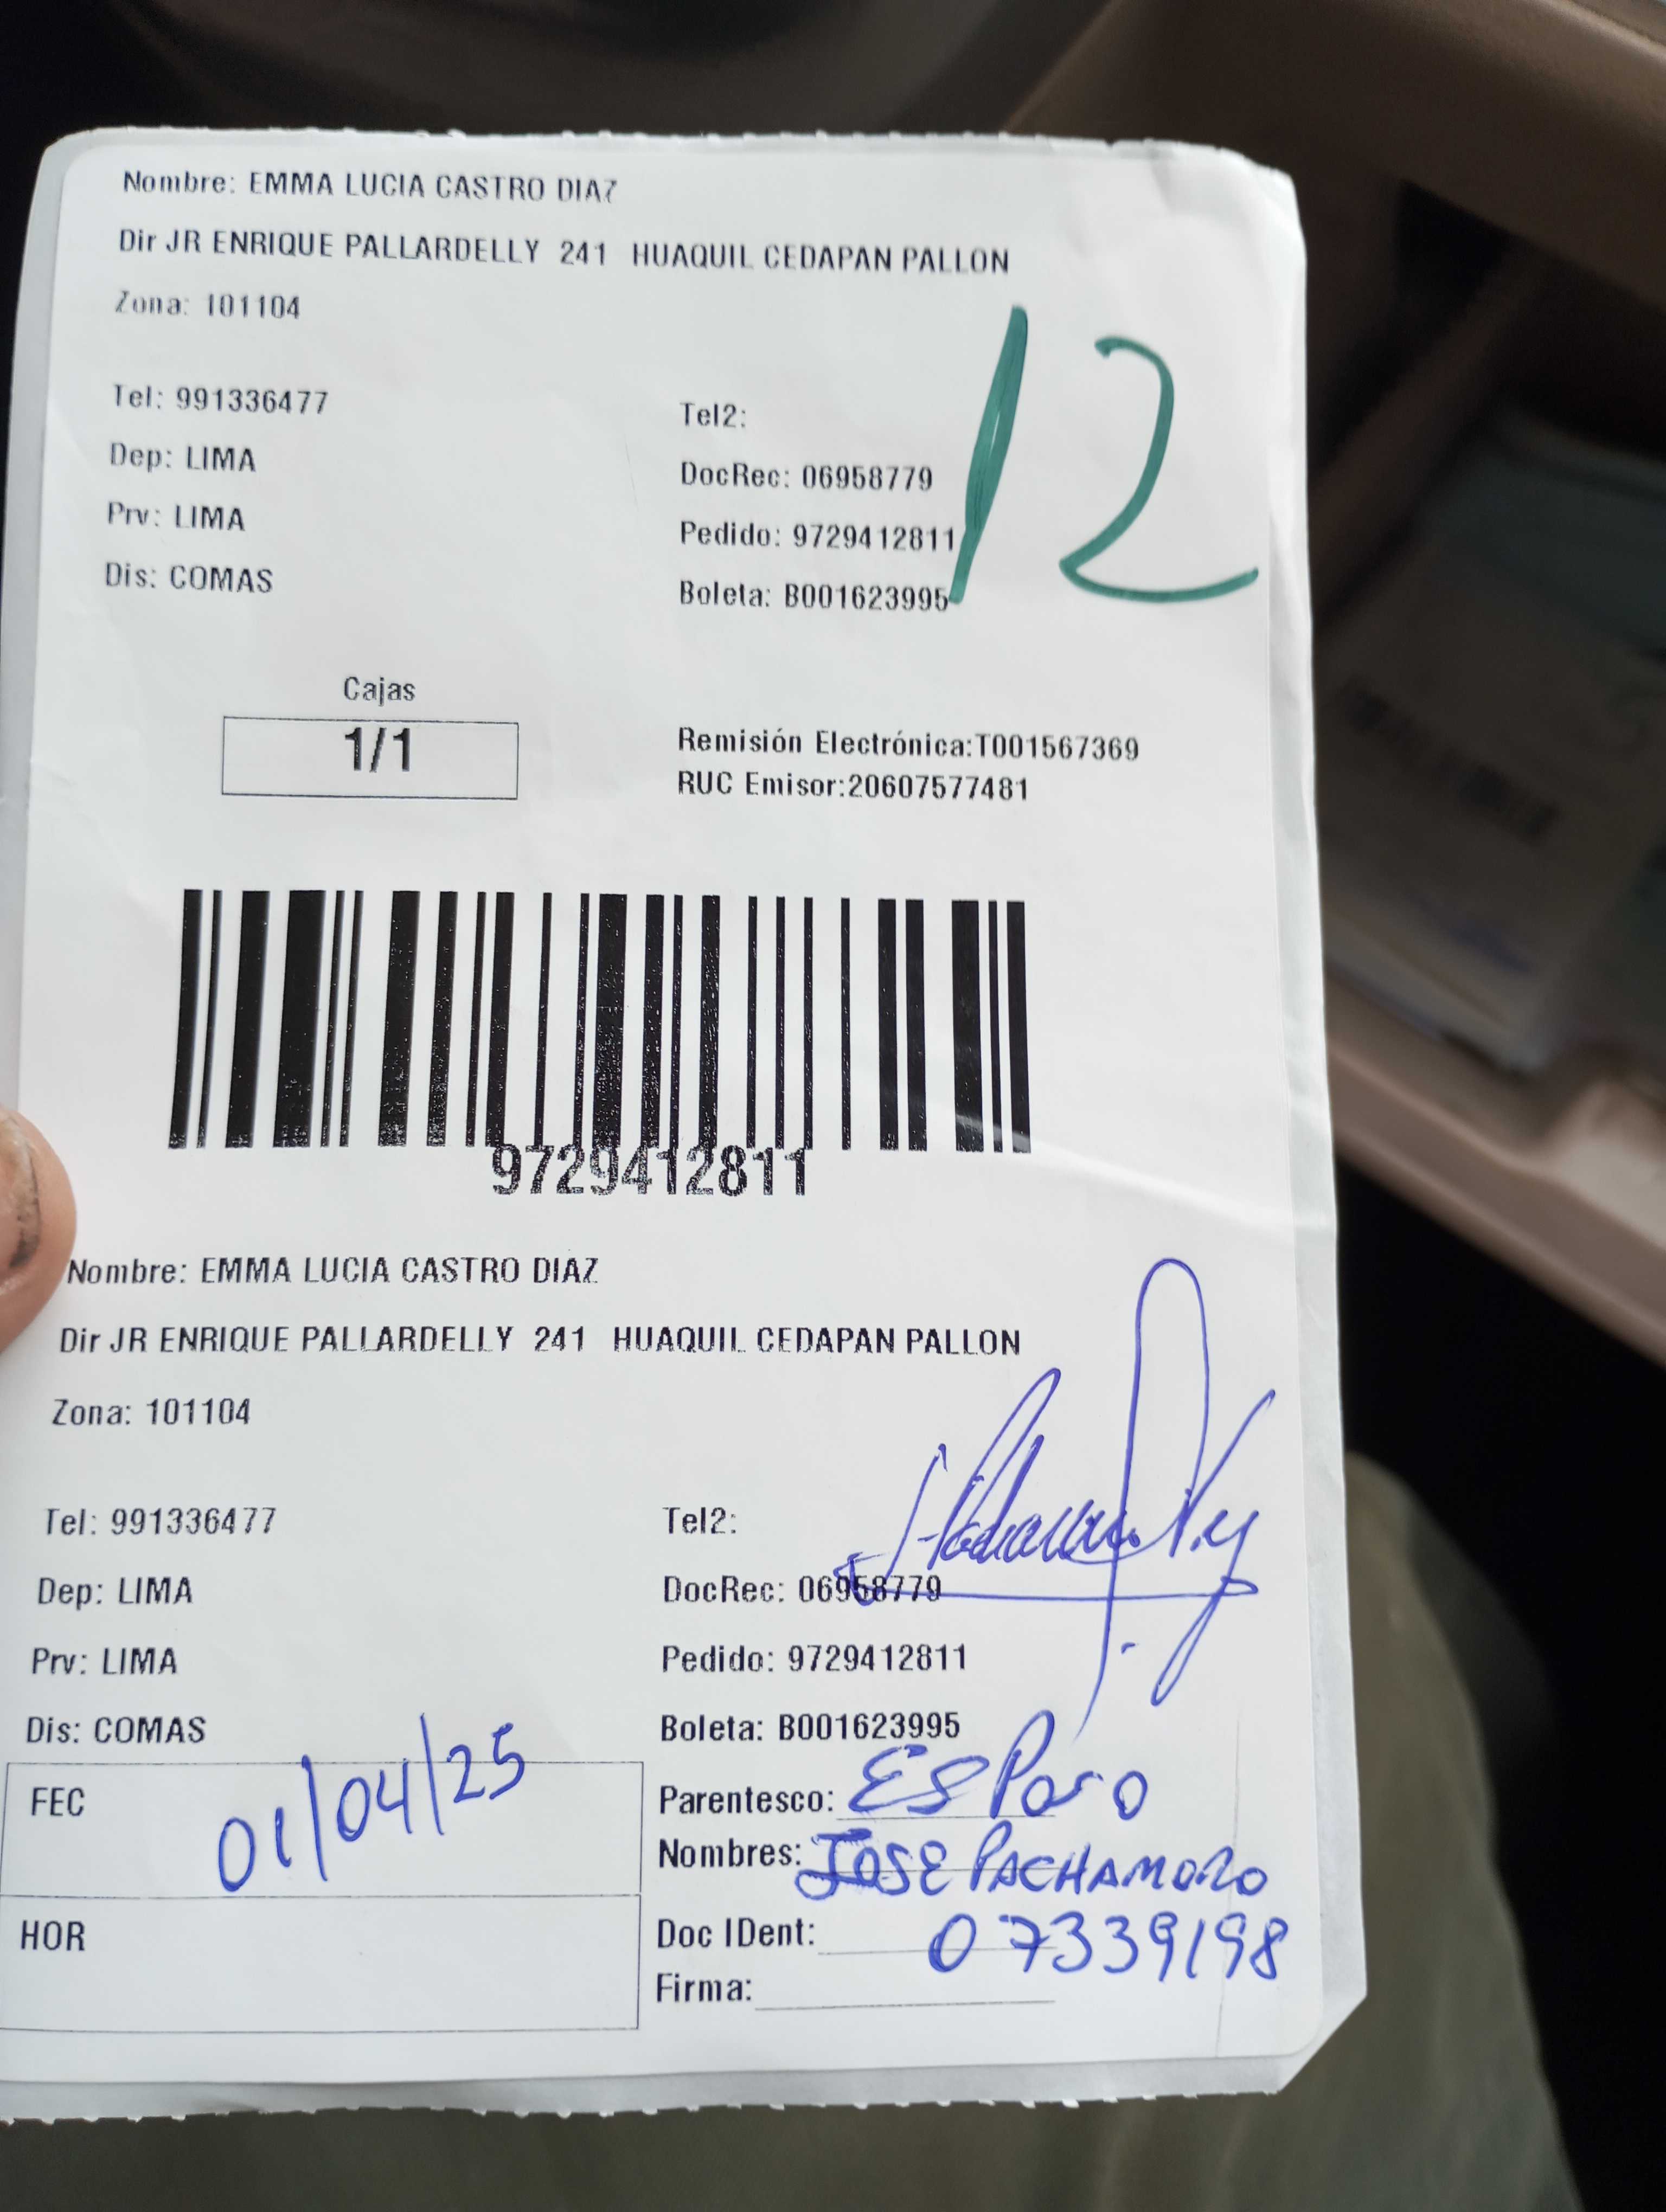 Nombre: EMMA LUCIA CASTRO DIAZ
Dir JR ENRIQUE PALLARDELLY 241 HUAQUIL CEDAPAN PALLON
Zona: 101104
12
Tel: 991336477 Tel2:
Dep: LIMA DocRec: 06958779
Prv: LIMA Pedido: 9729412811
Dis: COMAS Boleta: B001623995
Cajas
1/1
Remisión Electrónica:T001567369
RUC Emisor:20607577481
9729412811
Nombre: EMMA LUCIA CASTRO DIAZ
Dir JR ENRIQUE PALLARDELLY 241 HUAQUIL CEDAPAN PALLON
Zona: 101104
Tel: 991336477 Tel2:
Dep: LIMA DocRec: 06958779
Prv: LIMA Pedido: 9729412811
Dis: COMAS Boleta: B001623995
FEC 01/04/25
HOR
Parentesco: ESPOSO
Nombres: JOSE PACHAMORO
Doc IDent: 07339198
Firma: